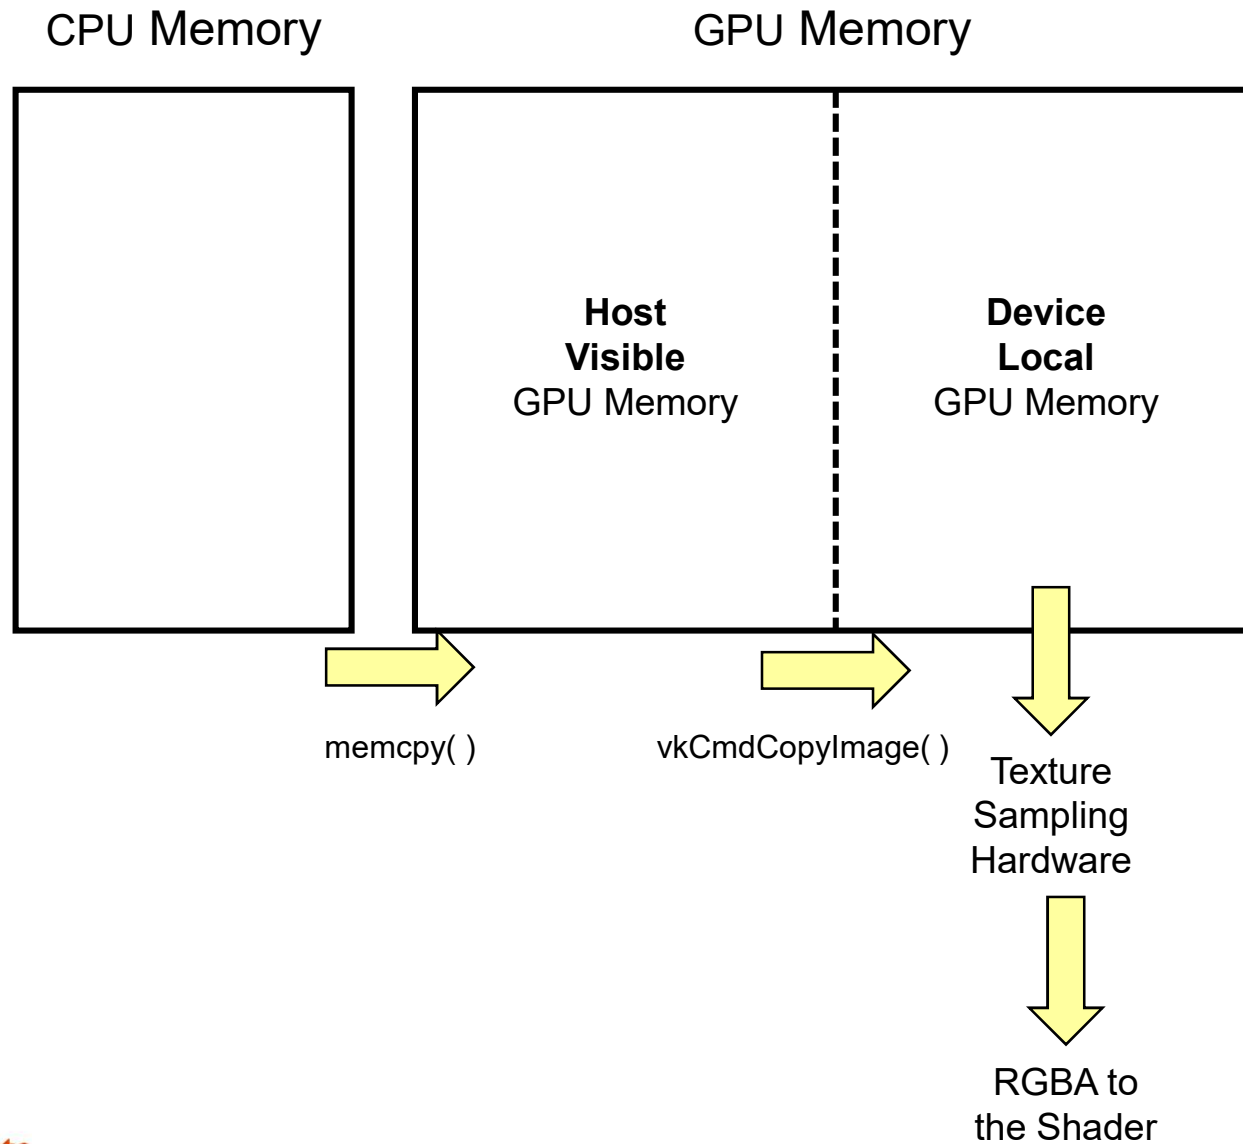 CPU Memory
GPU Memory
Host
Visible
GPU Memory
Device
Local
GPU Memory
memcpy( )
vkCmdCopyImage( )
Texture
Sampling
Hardware
RGBA to
the Shader